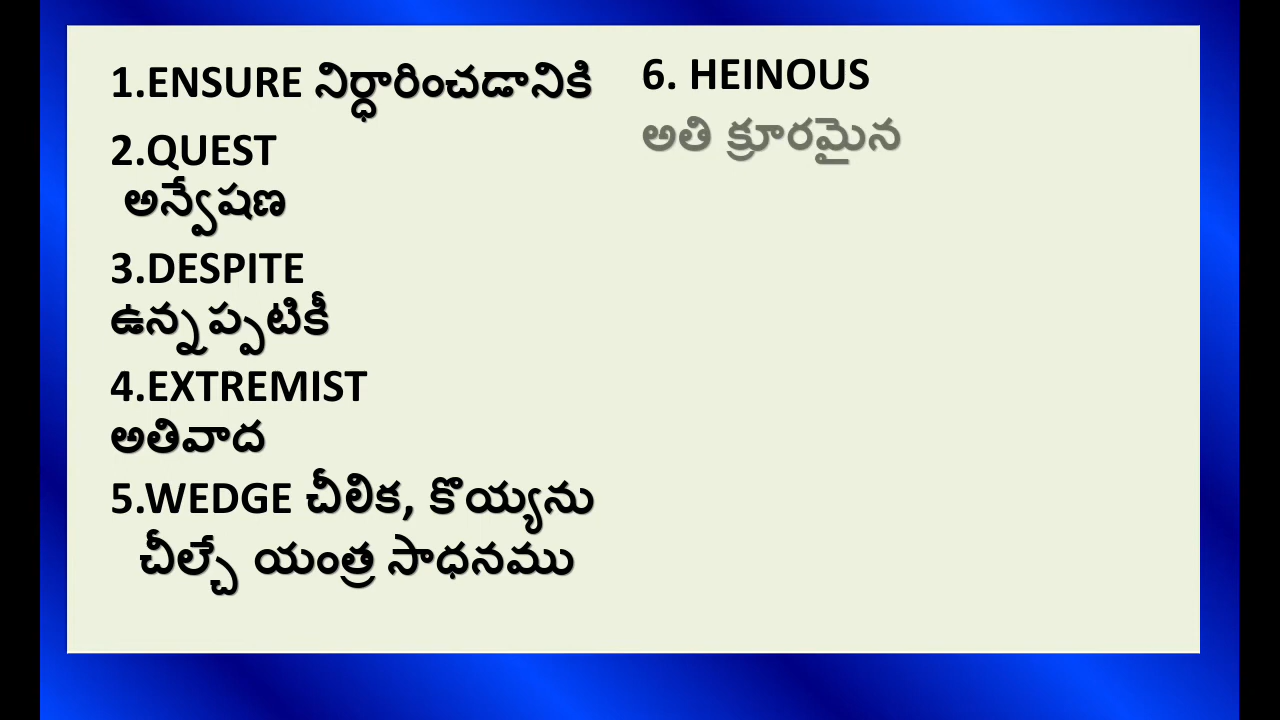 1.ENSURE నిర్ధారించడానికి
2.QUEST
అన్వేషణ
3.DESPITE
ఉన్నప్పటికీ
4.EXTREMIST
అతివాద
5.WEDGE చీలిక, కొయ్యను
చీల్చే యంత్ర సాధనము
6. HEINOUS
అతి క్రూరమైన